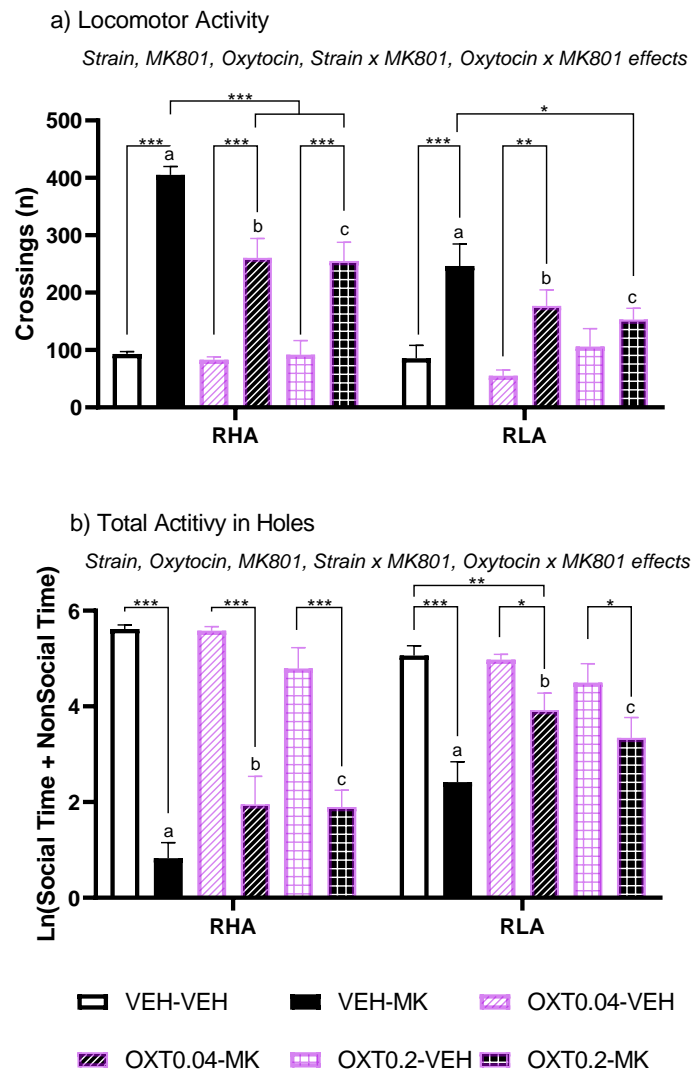 a) Locomotor Activity
Strain, MK801, Oxytocin, Strain x MK801, Oxytocin x MK801 effects
*** *
500 *** *** *** *** **
a
400
300 b c a
200 b c
100
0
Crossings (n)
RHA RLA
b) Total Actitivy in Holes
Strain, Oxytocin, MK801, Strain x MK801, Oxytocin x MK801 effects
**
6 *** *** *** *** * *
4 b
c
2 b c a
a
0
Ln(Social Time + NonSocial Time)
RHA RLA
VEH-VEH VEH-MK OXT0.04-VEH
OXT0.04-MK OXT0.2-VEH OXT0.2-MK